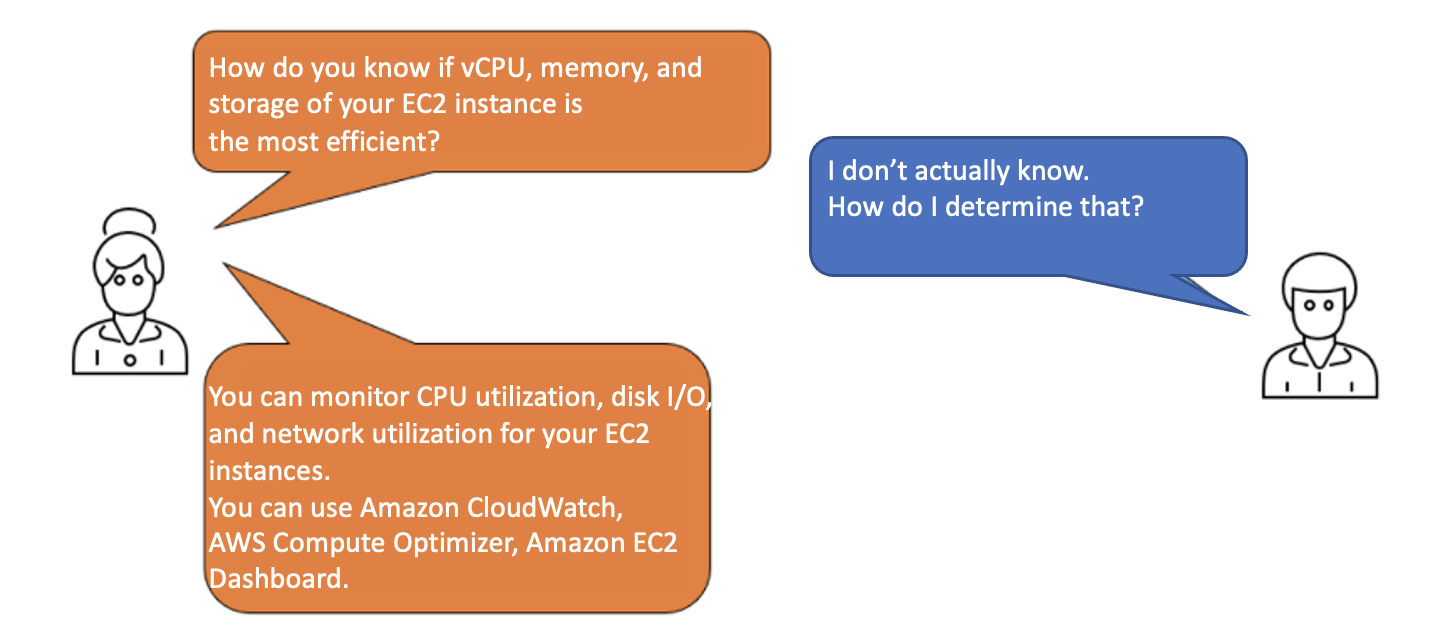 How do you know if vCPU, memory, and
storage of your EC2 instance is
the most efficient?
I don’t actually know.
How do I determine that?
You can monitor CPU utilization, disk I/O,
and network utilization for your EC2
instances.
You can use Amazon CloudWatch,
AWS Compute Optimizer, Amazon EC2
Dashboard.